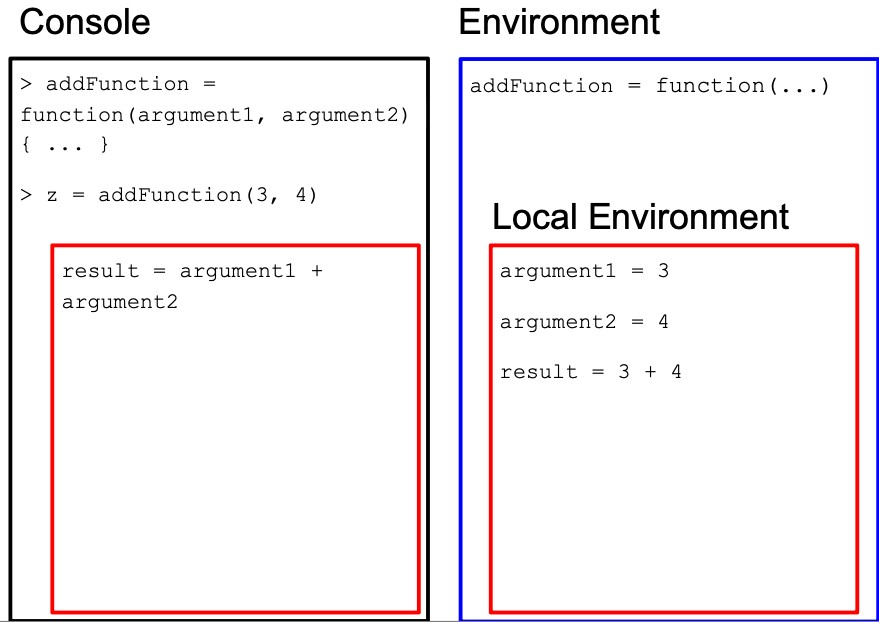 Console
> addFunction =
function(argument1, argument2)
{ ... }
> z = addFunction(3, 4)
result = argument1 +
argument2
Environment
addFunction = function(...)
Local Environment
argument1 = 3
argument2 = 4
result = 3 + 4